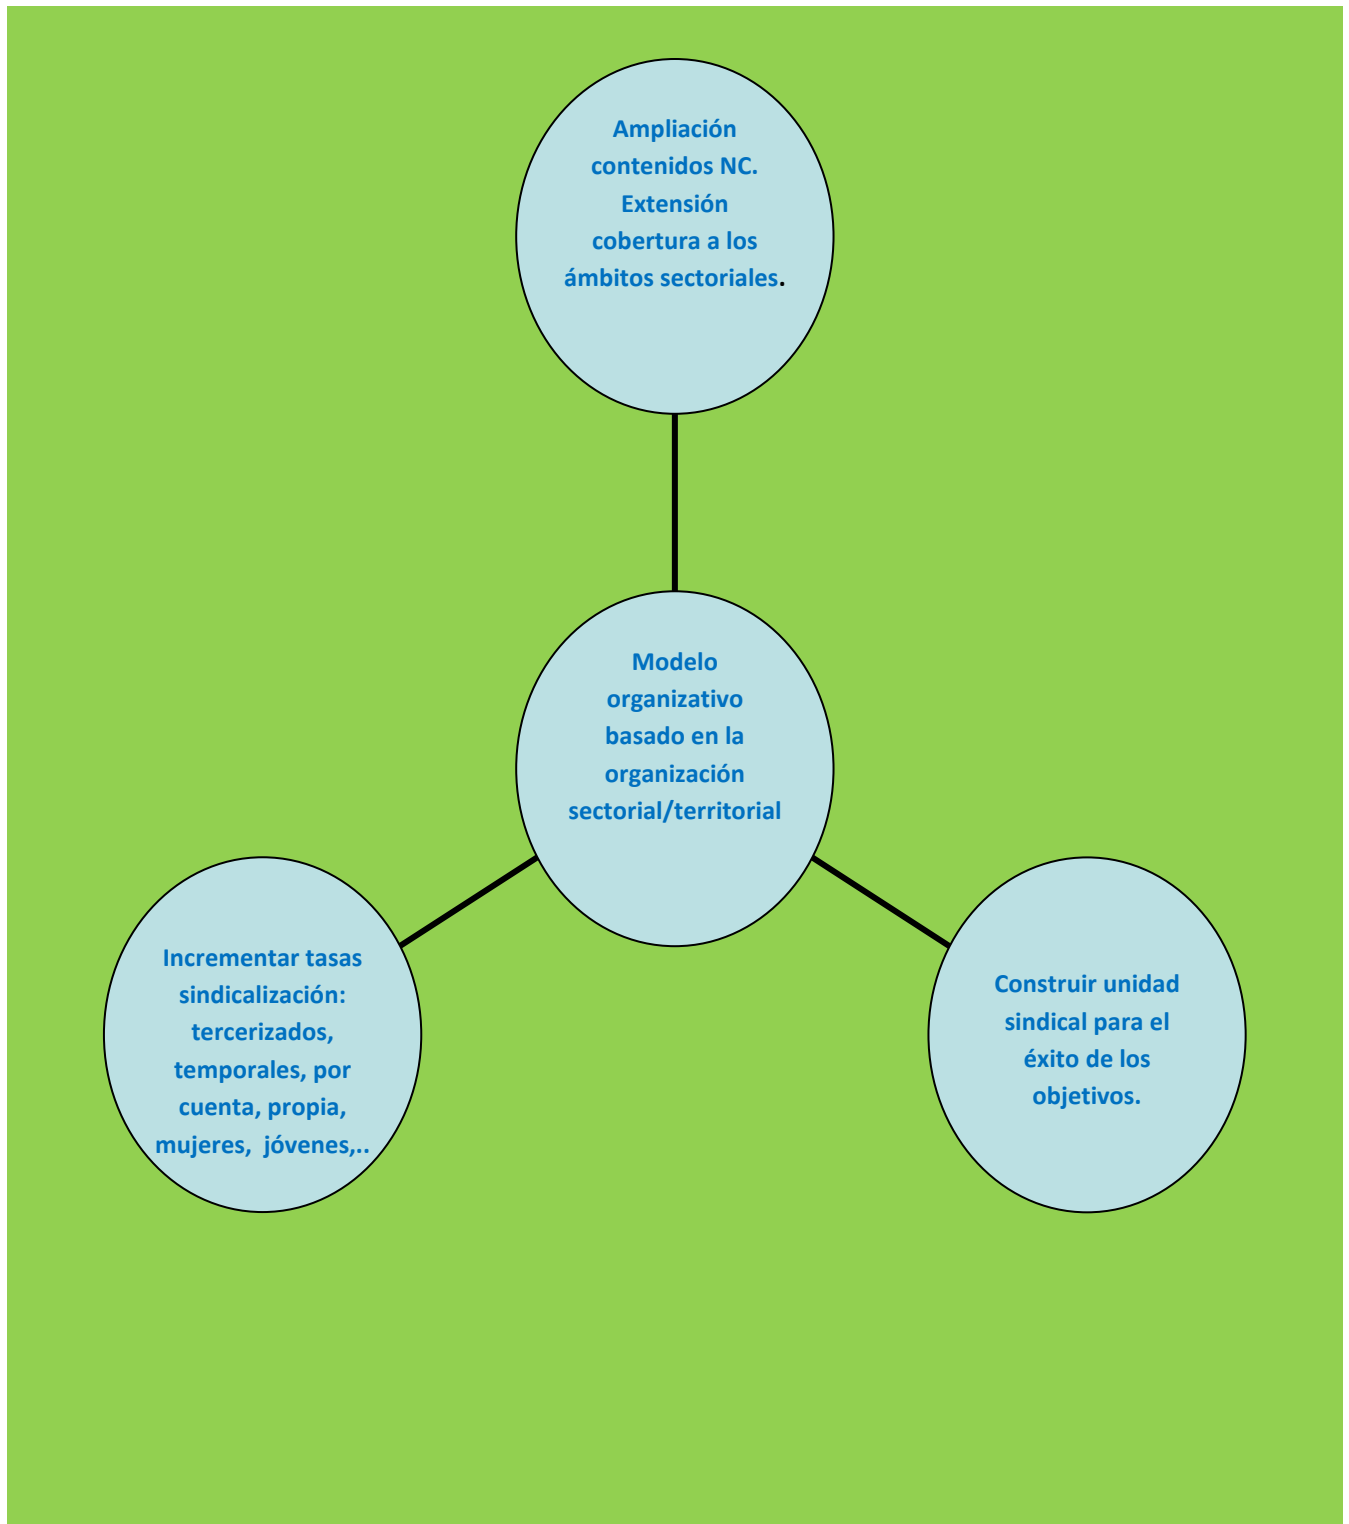 Ampliación
contenidos NC.
Extensión
cobertura a los
ámbitos sectoriales.
Modelo
organizativo
basado en la
organización
sectorial/territorial
Incrementar tasas
sindicalización:
tercerizados,
temporales, por
cuenta, propia,
mujeres,  jóvenes,..
Construir unidad
sindical para el
éxito de los
objetivos.